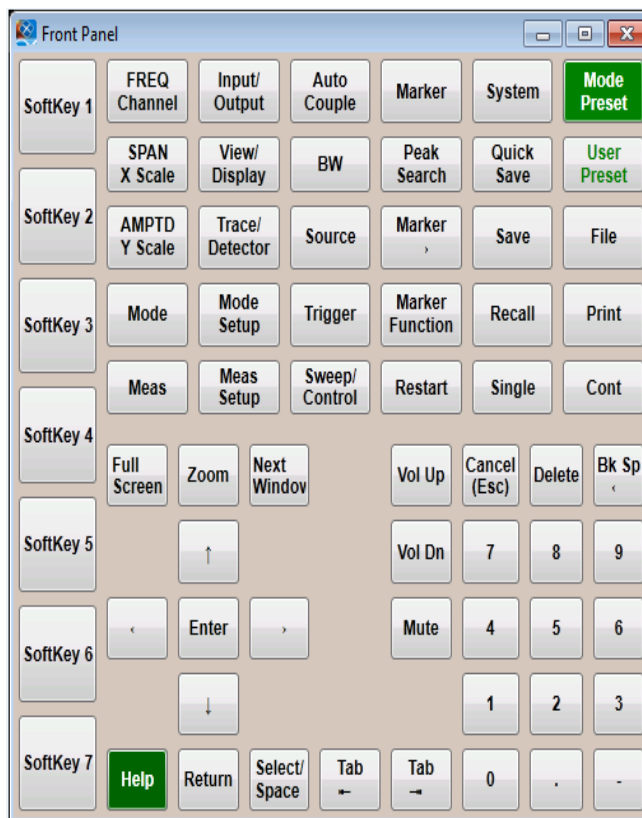 Front Panel
SoftKey 1
FREQ
Channel
Input/
Output
Auto
Couple
Marker
System
Mode
Preset
SPAN
X Scale
View/
Display
BW
Peak
Search
Quick
Save
User
Preset
SoftKey 2
AMPTD
Y Scale
Trace/
Detector
Source
Marker
›
Save
File
SoftKey 3
Mode
Mode
Setup
Trigger
Marker
Function
Recall
Print
Meas
Meas
Setup
Sweep/
Control
Restart
Single
Cont
SoftKey 4
Full
Screen
Zoom
Next
Window
Vol Up
Cancel
(Esc)
Delete
Bk Sp
‹
SoftKey 5
↑
Vol Dn
7
8
9
‹
Enter
›
Mute
4
5
6
SoftKey 6
↓
1
2
3
SoftKey 7
Help
Return
Select/
Space
Tab
⇤
Tab
⇥
0
.
-